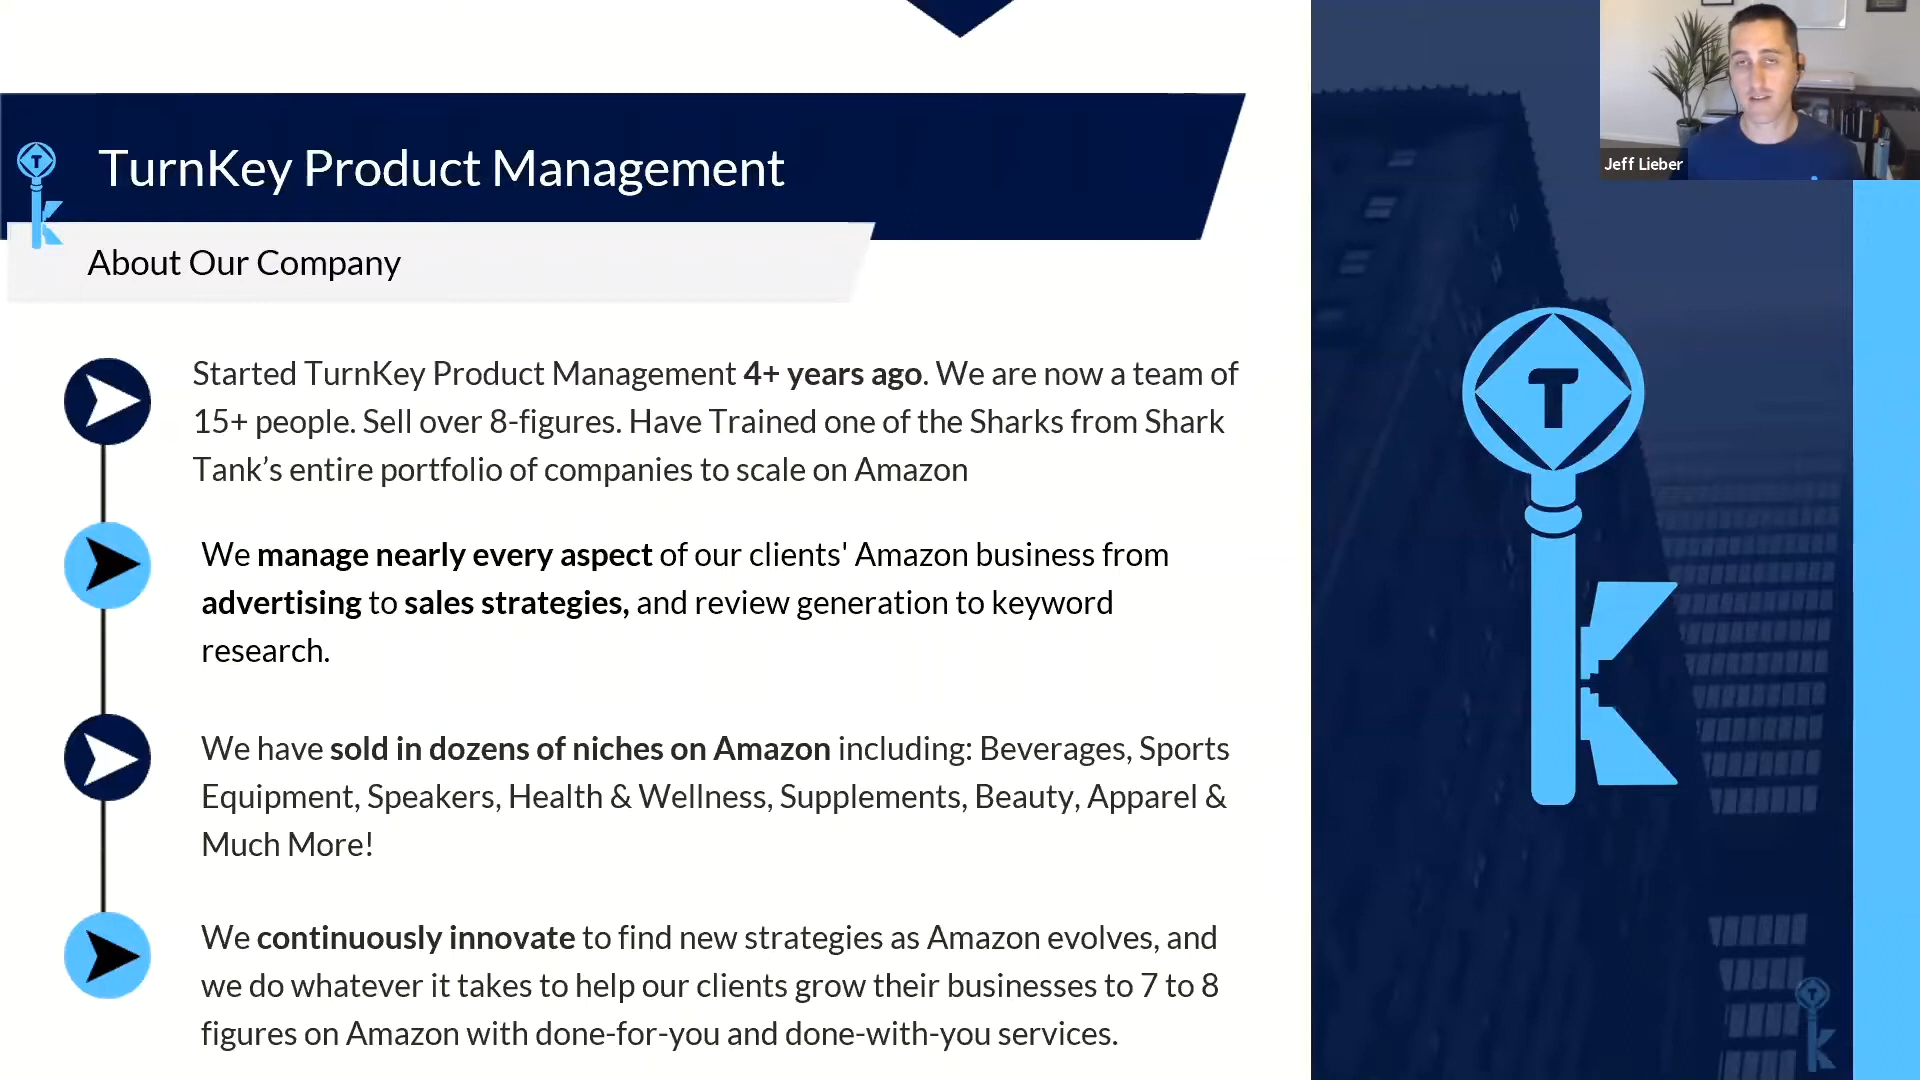 TurnKey Product Management
About Our Company
Started TurnKey Product Management 4+ years ago. We are now a team of
15+ people. Sell over 8-figures. Have Trained one of the Sharks from Shark
Tank’s entire portfolio of companies to scale on Amazon
We manage nearly every aspect of our clients' Amazon business from
advertising to sales strategies, and review generation to keyword
research.
We have sold in dozens of niches on Amazon including: Beverages, Sports
Equipment, Speakers, Health & Wellness, Supplements, Beauty, Apparel &
Much More!
We continuously innovate to find new strategies as Amazon evolves, and
we do whatever it takes to help our clients grow their businesses to 7 to 8
figures on Amazon with done-for-you and done-with-you services.
Jeff Lieber
T
k